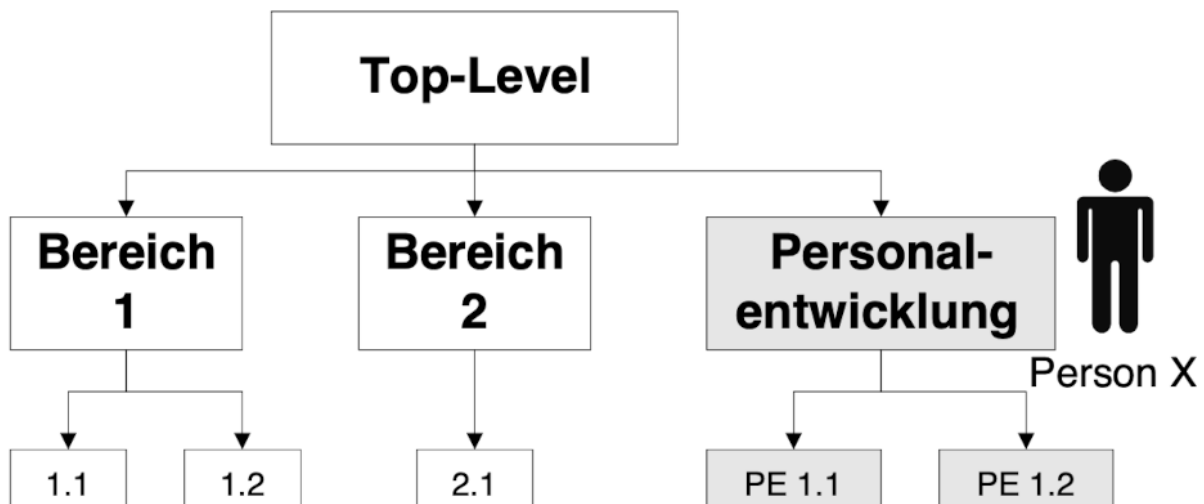 Top-Level
Bereich
1
Bereich
2
Personal-
entwicklung
Person X
1.1
1.2
2.1
PE 1.1
PE 1.2